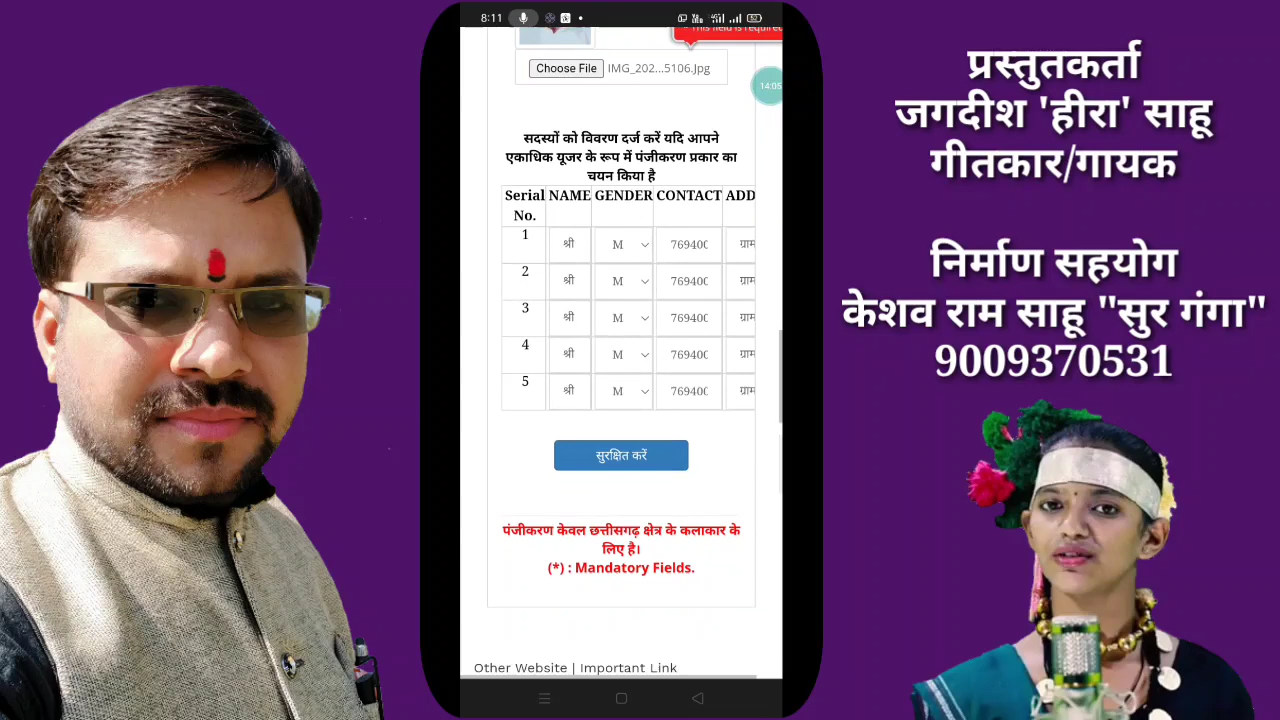 8:11
This field is required
Choose File IMG_202...5106.jpg
14:05
सदस्यों को विवरण दर्ज करें यदि आपने
एकाधिक यूजर के रूप में पंजीकरण प्रकार का
चयन किया है
Serial No. NAME GENDER CONTACT ADD
1 श्री M 76940C ग्राम
2 श्री M 76940C ग्राम
3 श्री M 76940C ग्राम
4 श्री M 76940C ग्राम
5 श्री M 76940C ग्राम
सुरक्षित करें
पंजीकरण केवल छत्तीसगढ़ क्षेत्र के कलाकार के
लिए है।
(*) : Mandatory Fields.
Other Website | Important Link
प्रस्तुतकर्ता
जगदीश 'हीरा' साहू
गीतकार/गायक
निर्माण सहयोग
केशव राम साहू "सुर गंगा"
9009370531